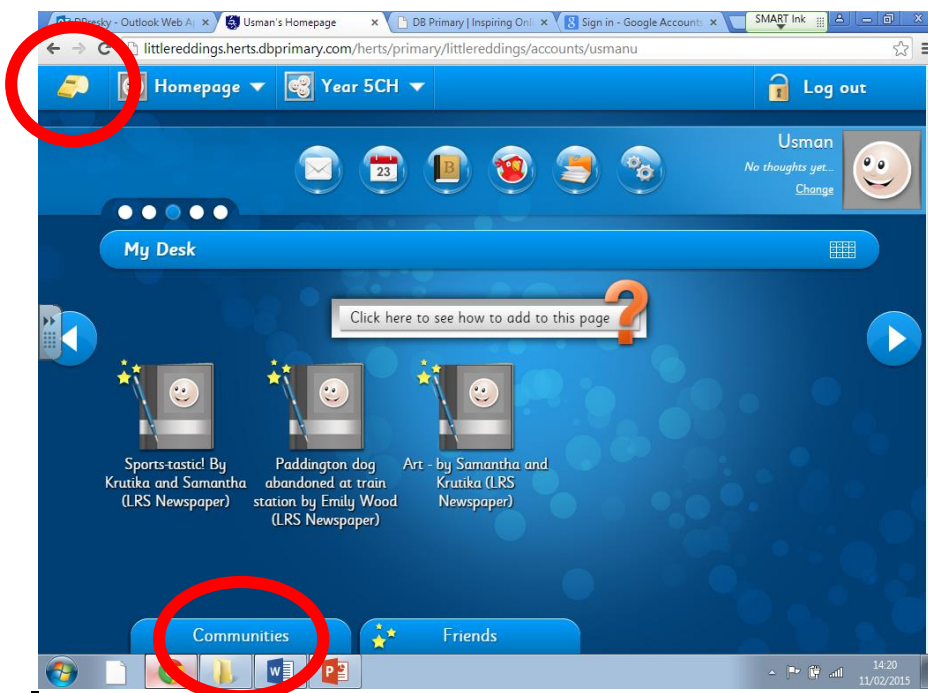 DPresky - Outlook Web Ap
Usman's Homepage
DB Primary | Inspiring Onli
Sign in - Google Accounts
SMART Ink
littlereddings.herts.dbprimary.com/herts/primary/littlereddings/accounts/usmanu
Homepage
Year 5CH
Log out
23
B
Usman
No thoughts yet...
Change
My Desk
Click here to see how to add to this page
?
Sports-tastic! By
Krutika and Samantha
(LRS Newspaper)
Paddington dog
abandoned at train
station by Emily Wood
(LRS Newspaper)
Art - by Samantha and
Krutika (LRS
Newspaper)
Communities
Friends
14:20
11/02/2015